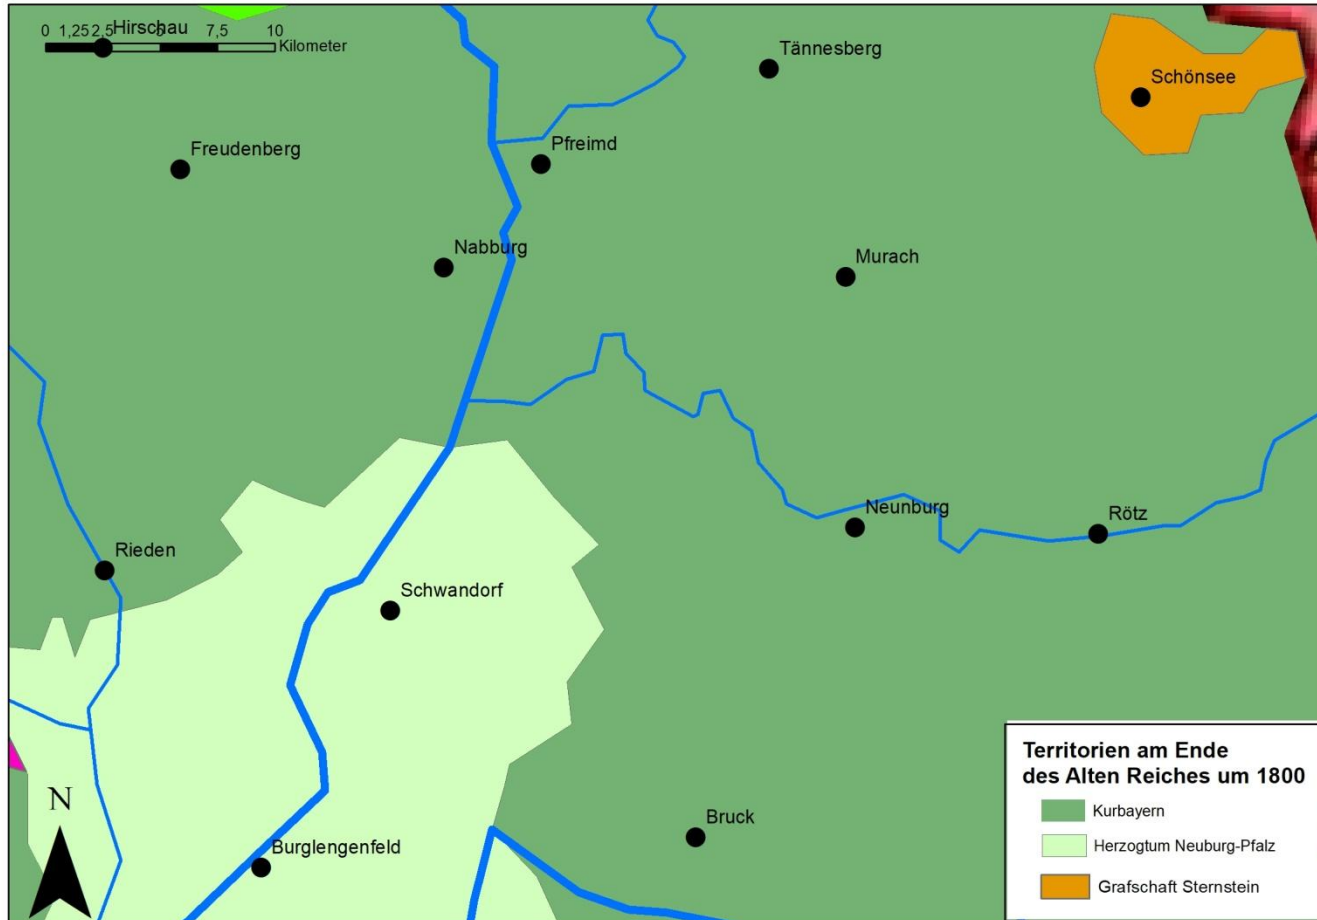 Hirschau
0 1,25 2,5 5 7,5 10
Kilometer
Tännesberg
Schönsee
Freudenberg
Pfreimd
Nabburg
Murach
Neunburg
Rötz
Rieden
Schwandorf
Bruck
Burglengenfeld
N
Territorien am Ende
des Alten Reiches um 1800
Kurbayern
Herzogtum Neuburg-Pfalz
Grafschaft Sternstein